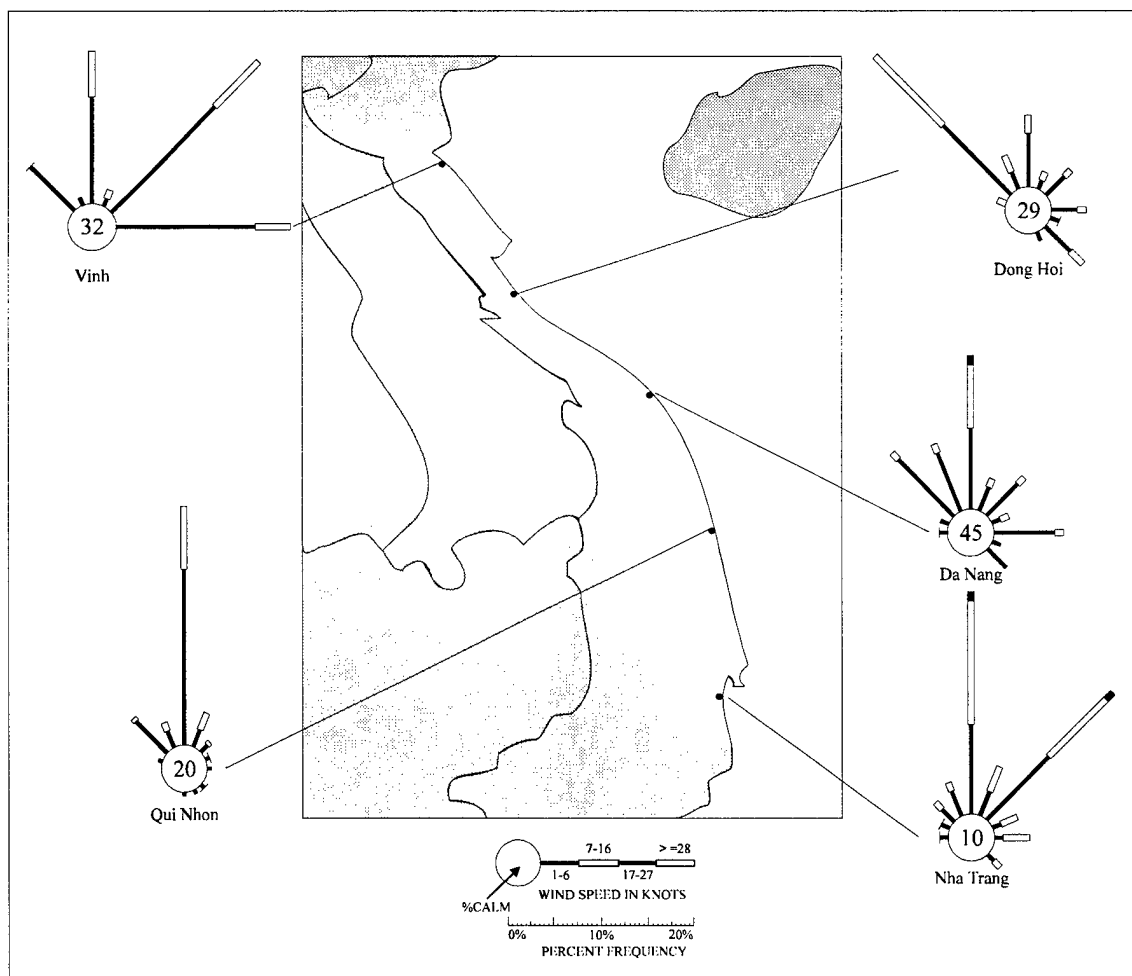 32
Vinh
29
Dong Hoi
45
Da Nang
20
Qui Nhon
10
Nha Trang
7-16 > =28
1-6 17-27
%CALM
WIND SPEED IN KNOTS
0% 10% 20%
PERCENT FREQUENCY